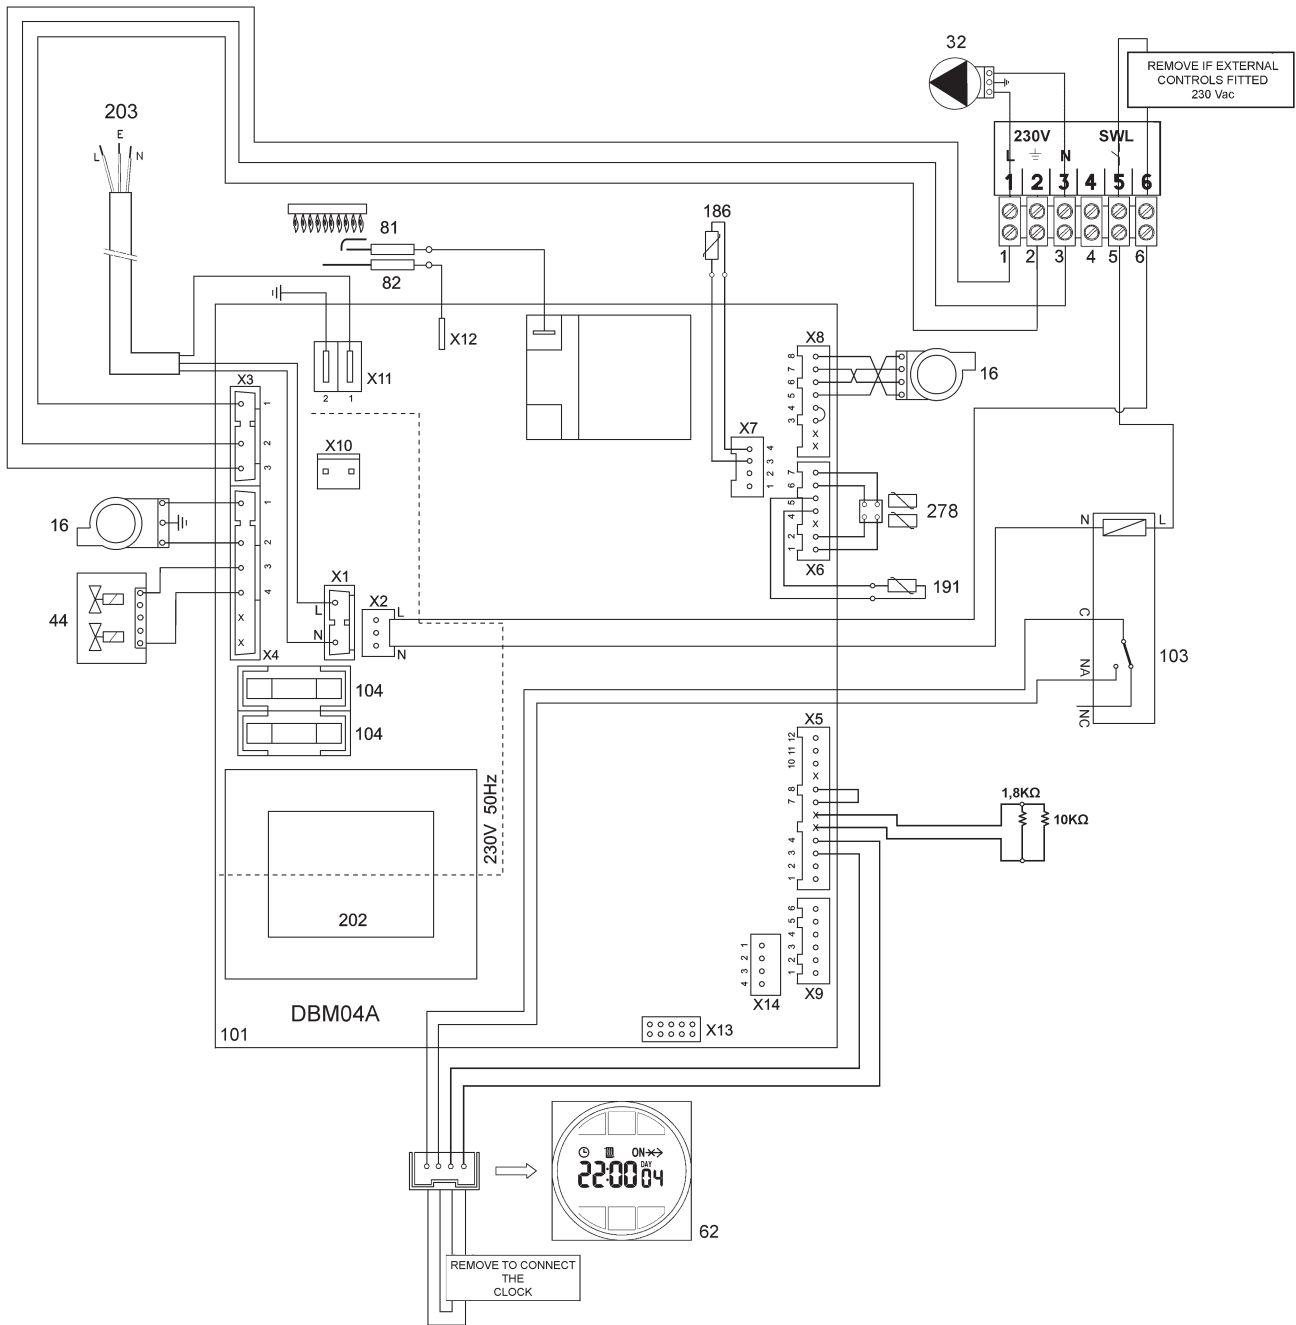 32
REMOVE IF EXTERNAL
CONTROLS FITTED
230 Vac
203
E
L N
230V SWL
L N
1 2 3 4 5 6
1 2 3 4 5 6
186
81
82
X12
X11
2 1
X8
8
7
6
5
4
3
X
X
16
X3
1
2
3
X10
X7
4
3
2
1
7
6
5
4
X
2
1
X6
278
191
16
1
2
3
4
X
X
X4
44
X1
L
N
X2
L
N
N L
C
NA
NC
103
104
104
X5
12
11
10
X
8
7
X
X
4
3
2
1
1,8KΩ
10KΩ
230V 50Hz
202
6
5
4
3
2
1
X9
1
2
3
4
X14
X13
DBM04A
101
ON
DAY
22:00 04
62
REMOVE TO CONNECT
THE
CLOCK